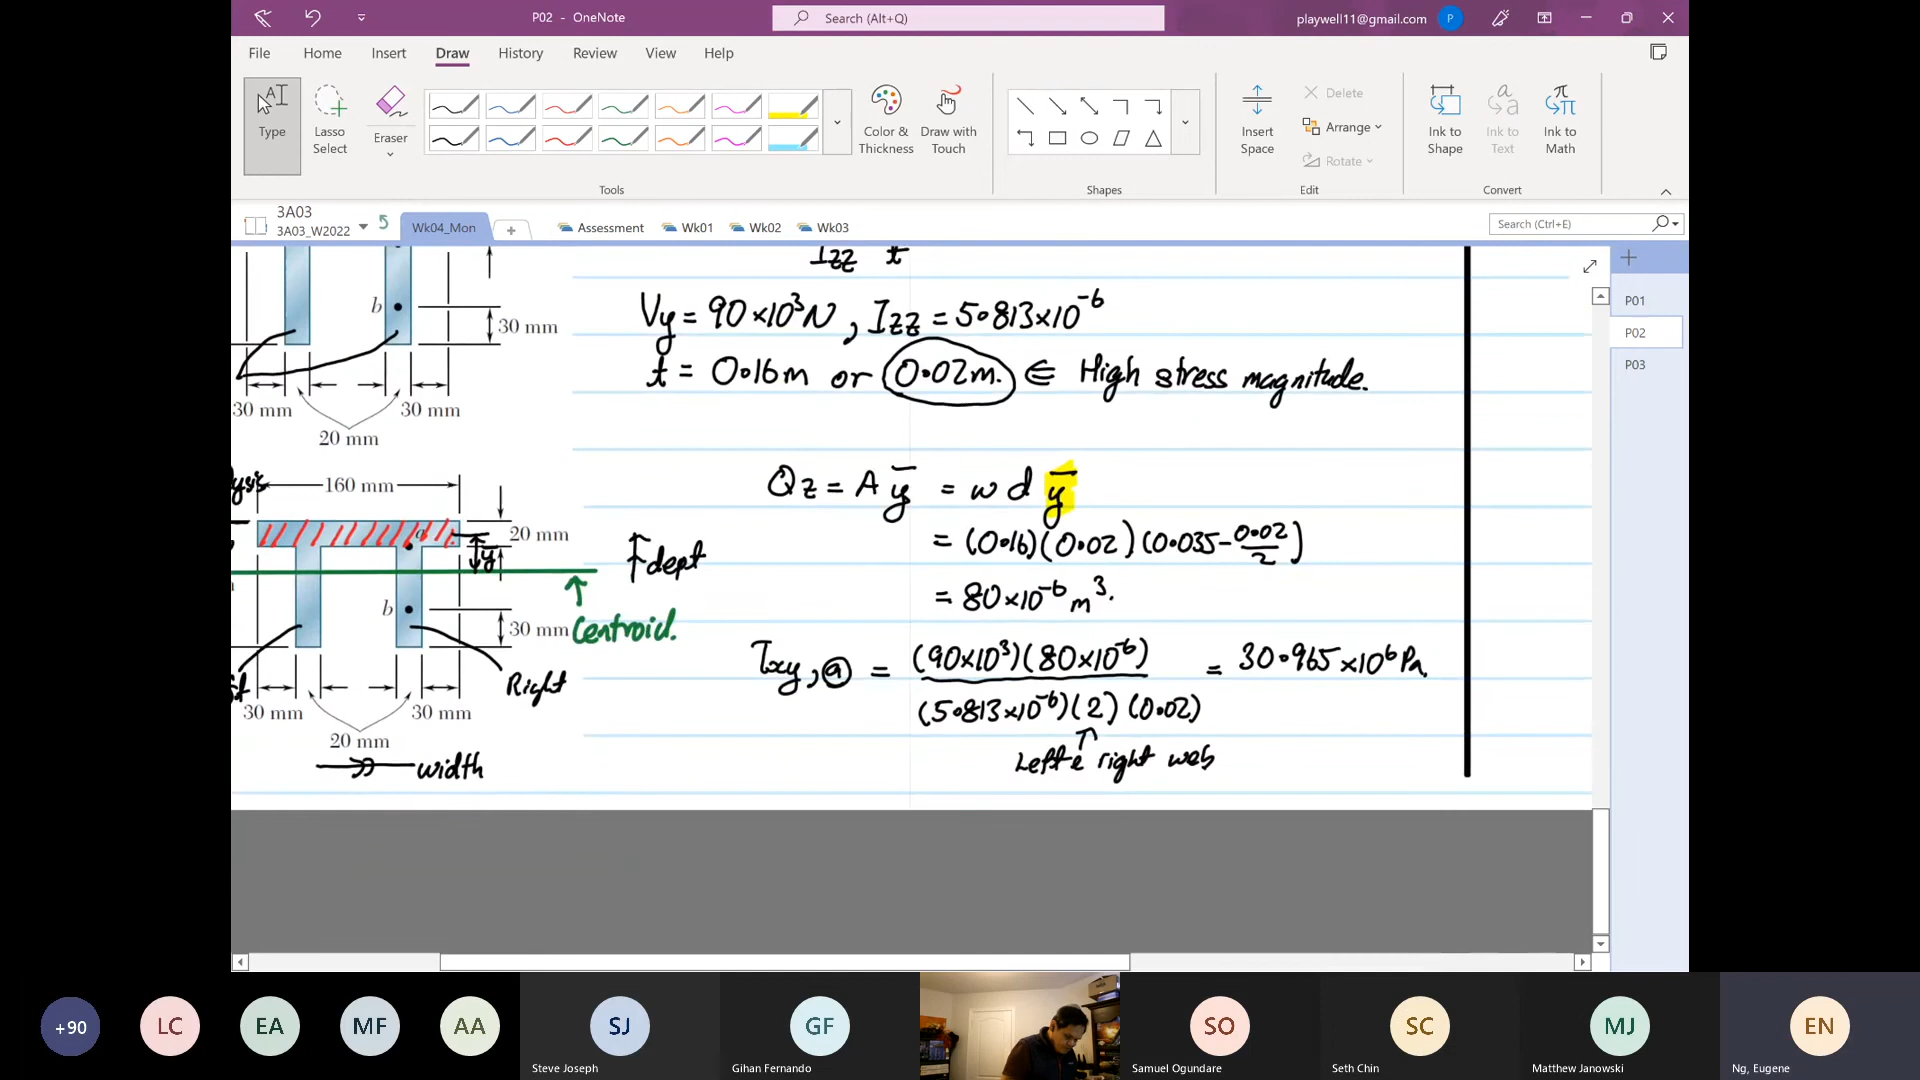 P02 - OneNote
Search (Alt+Q)
playwell11@gmail.com
P
File Home Insert Draw History Review View Help
Type
Lasso Select
Eraser
Color & Thickness
Draw with Touch
Insert Space
Delete
Arrange
Rotate
Ink to Shape
Ink to Text
Ink to Math
Tools
Shapes
Edit
Convert
3A03
3A03_W2022
Wk04_Mon
Assessment
Wk01
Wk02
Wk03
Search (Ctrl+E)
P01
P02
P03
Izz t
Vy = 90×10³N, Izz = 5.813×10⁻⁶
t = 0.16m or 0.02m. ∈ High stress magnitude.
b
30 mm
30 mm
30 mm
20 mm
Qz = A ȳ = w d ȳ
= (0.16)(0.02)(0.035-0.02/2)
= 80×10⁻⁶ m³.
τxy,ⓐ = (90×10³)(80×10⁻⁶) / (5.813×10⁻⁶)(2)(0.02) = 30.965×10⁶ Pa.
Left & right web
160 mm
a
20 mm
ȳ
↑dept
Centroid.
b
30 mm
Right
30 mm
30 mm
20 mm
width
+90
LC
EA
MF
AA
SJ
Steve Joseph
GF
Gihan Fernando
SO
Samuel Ogundare
SC
Seth Chin
MJ
Matthew Janowski
EN
Ng, Eugene